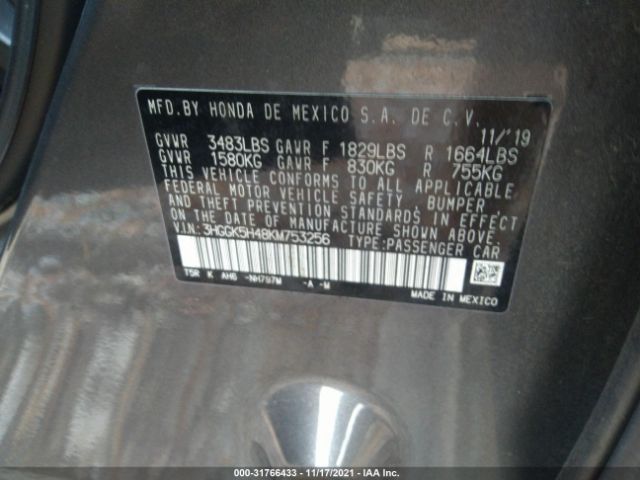 MFD.BY HONDA DE MEXICO S.A. DE C.V.
11/'19
GVWR 3483LBS GAWR F 1829LBS R 1664LBS
GVWR 1580KG GAWR F 830KG R 755KG
THIS VEHICLE CONFORMS TO ALL APPLICABLE
FEDERAL MOTOR VEHICLE SAFETY, BUMPER
AND THEFT PREVENTION STANDARDS IN EFFECT
ON THE DATE OF MANUFACTURE SHOWN ABOVE.
VIN: 3HGGK5H48KM753256 TYPE: PASSENGER CAR
T5R K AH6 -NH797M -A -M
MADE IN MEXICO
000-31766433 - 11/17/2021 - IAA Inc.